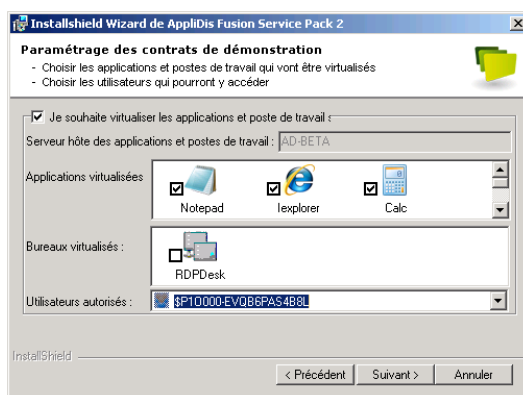 Installshield Wizard de AppliDis Fusion Service Pack 2
Paramétrage des contrats de démonstration
- Choisir les applications et postes de travail qui vont être virtualisés
- Choisir les utilisateurs qui pourront y accéder
Je souhaite virtualiser les applications et poste de travail :
Serveur hôte des applications et postes de travail : AD-BETA
Applications virtualisées
Notepad Iexplorer Calc
Bureaux virtualisés :
RDPDesk
Utilisateurs autorisés : $P1O000-EVQB6PAS4B8L
InstallShield
< Précédent Suivant > Annuler